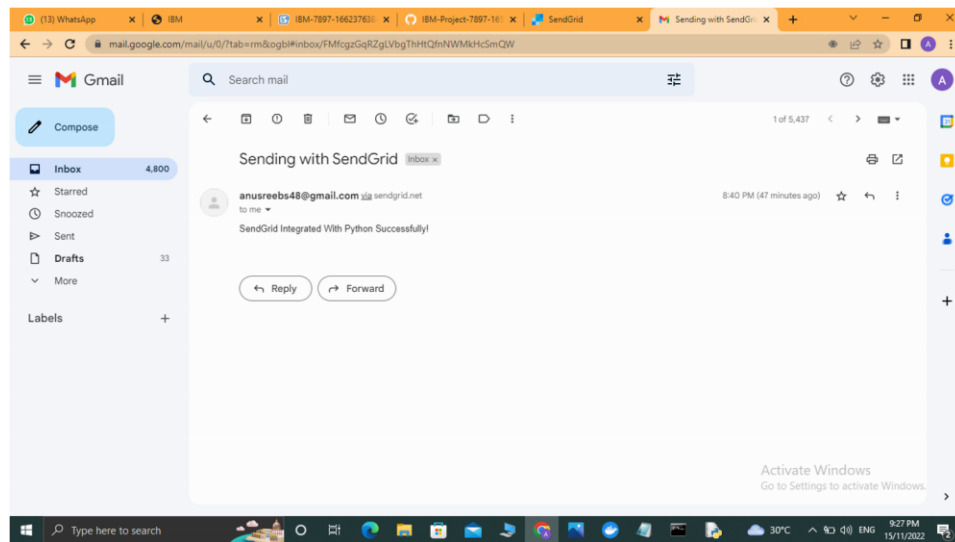 (13) WhatsApp
IBM
IBM-7897-16623763
IBM-Project-7897-16
SendGrid
Sending with SendGr
mail.google.com/mail/u/0/?tab=rm&ogbl#inbox/FMfcgzGqRZgLVbgThHtQfnNWMkHcSmQW
Gmail
Search mail
A
Compose
1 of 5,437
Inbox 4,800
Starred
Snoozed
Sent
Drafts 33
More
Labels
Sending with SendGrid Inbox x
anusreebs48@gmail.com via sendgrid.net 8:40 PM (47 minutes ago)
to me
SendGrid Integrated With Python Successfully!
Reply Forward
Activate Windows
Go to Settings to activate Windows.
Type here to search
30°C
ENG
9:27 PM
15/11/2022